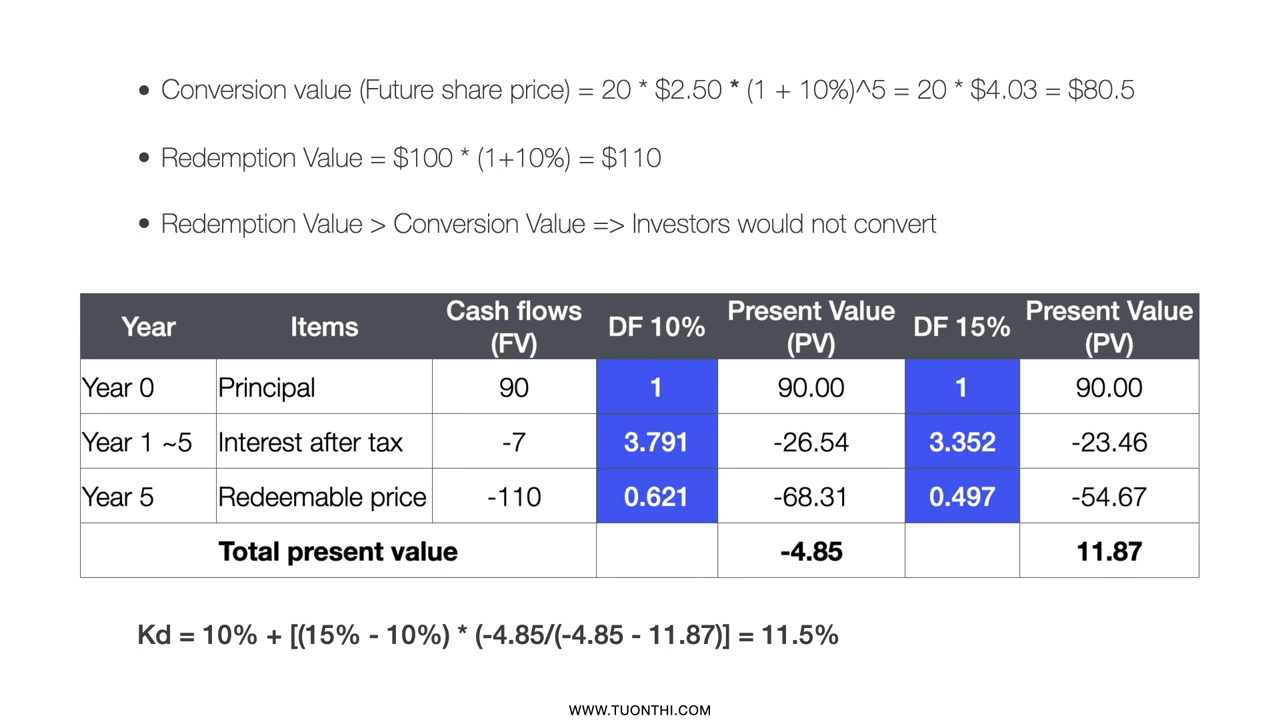 • Conversion value (Future share price) = 20 * $2.50 * (1 + 10%)^5 = 20 * $4.03 = $80.5
• Redemption Value = $100 * (1+10%) = $110
• Redemption Value > Conversion Value => Investors would not convert
Year Items Cash flows (FV) DF 10% Present Value (PV) DF 15% Present Value (PV)
Year 0 Principal 90 1 90.00 1 90.00
Year 1 ~5 Interest after tax -7 3.791 -26.54 3.352 -23.46
Year 5 Redeemable price -110 0.621 -68.31 0.497 -54.67
Total present value -4.85 11.87
Kd = 10% + [(15% - 10%) * (-4.85/(-4.85 - 11.87)] = 11.5%
WWW.TUONTHI.COM